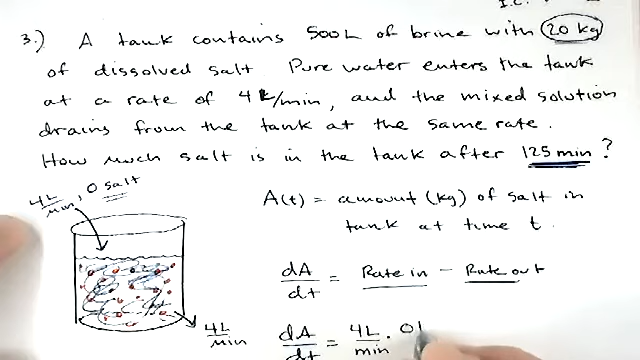 I.C.
3.) A tank contains 500L of brine with 20 kg
of dissolved salt. Pure water enters the tank
at a rate of 4L/min, and the mixed solution
drains from the tank at the same rate.
How much salt is in the tank after 125 min?
4L/min, 0 salt
A(t) = amount (kg) of salt in
tank at time t.
dA/dt = Rate in - Rate out
4L/min
dA/dt = 4L/min · 0